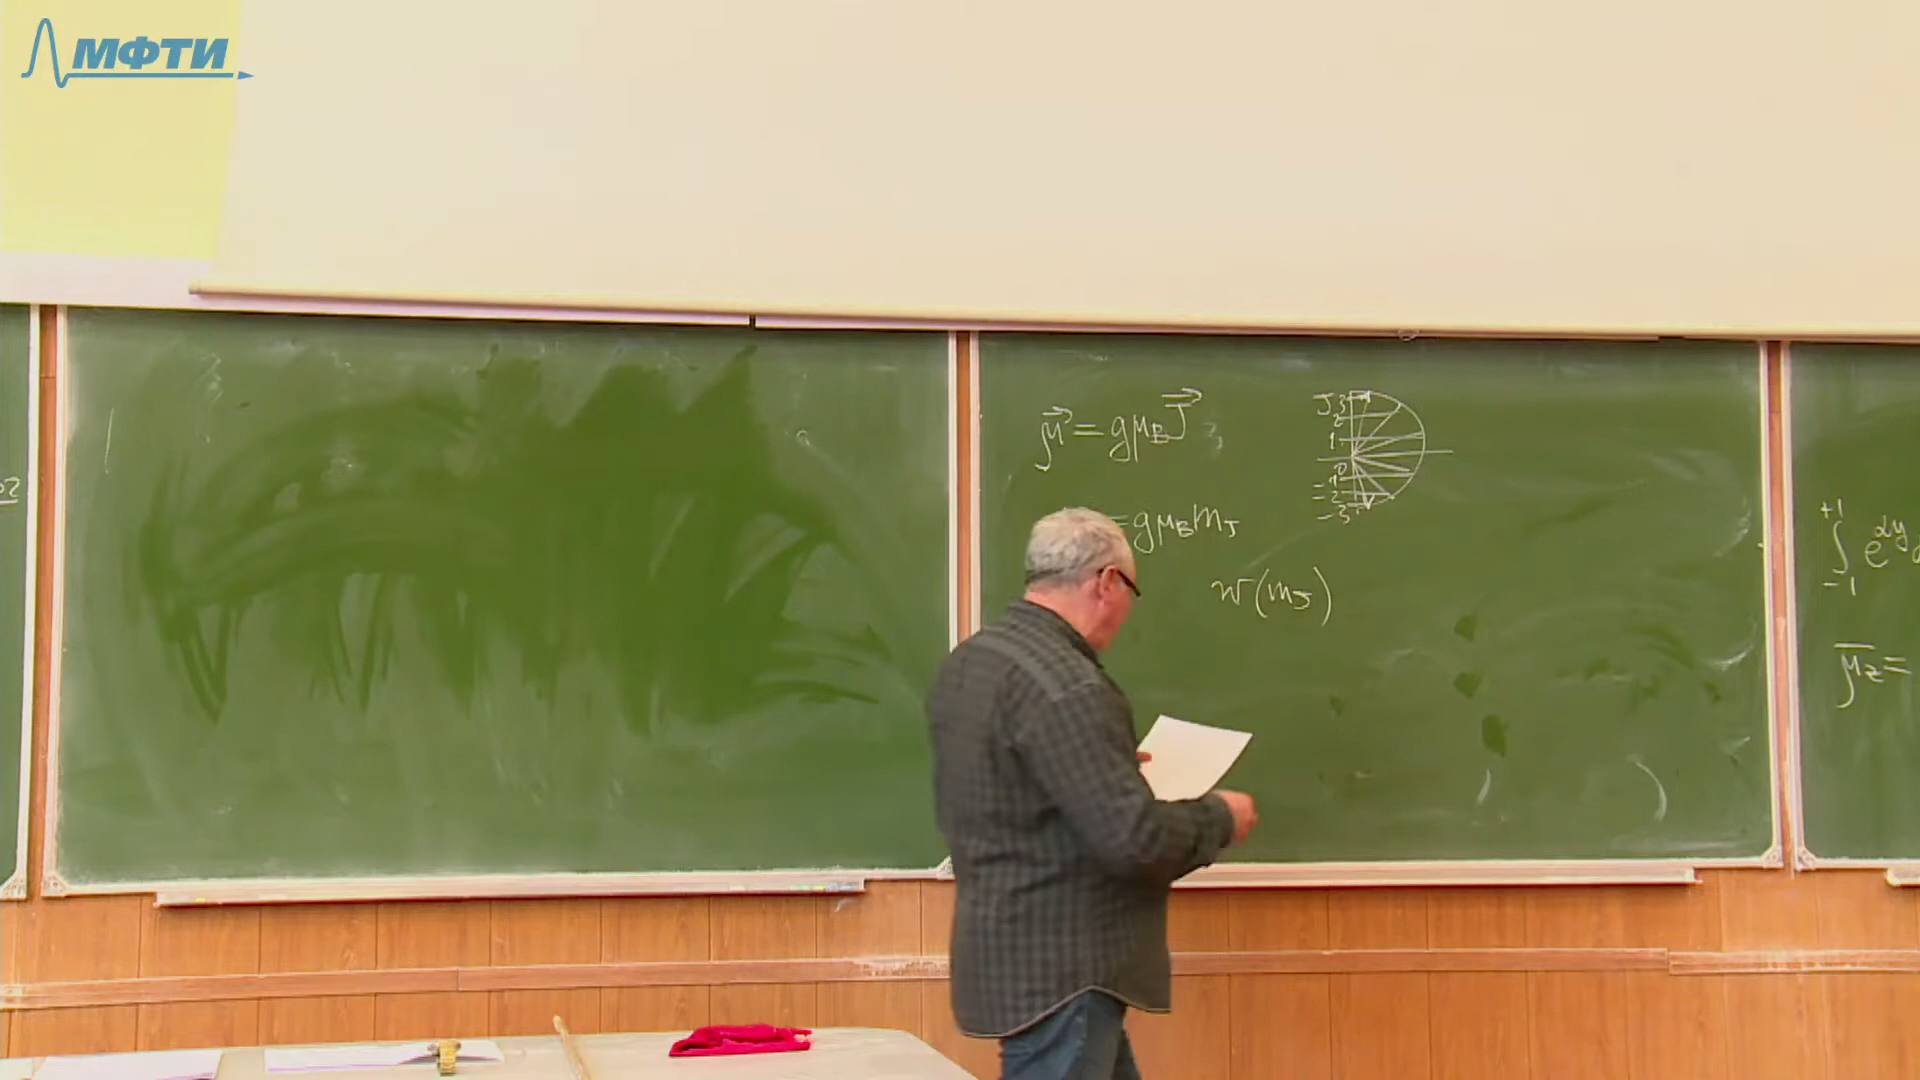 МФТИ
μ⃗ = gμ_B J⃗
= gμ_B m_J
w(m_J)
J 3
2
1
0
-1
-2
-3
+1
∫ e^{αy}
-1
μ̄_z =